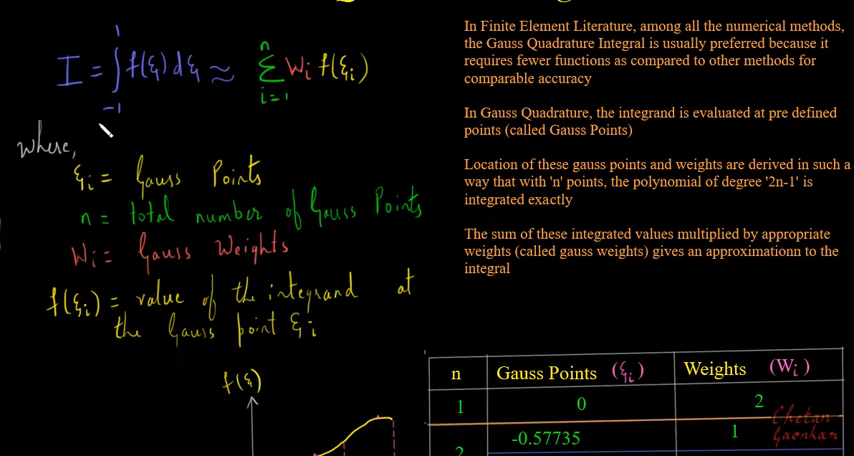 I = ∫₋₁¹ f(ξ) dξ ≈ Σᵢ₌₁ⁿ Wᵢ f(ξᵢ)
where,
ξᵢ = Gauss Points
n = total number of Gauss Points
Wᵢ = Gauss Weights
f(ξᵢ) = value of the integrand at
the Gauss point ξᵢ
f(ξ)
In Finite Element Literature, among all the numerical methods,
the Gauss Quadrature Integral is usually preferred because it
requires fewer functions as compared to other methods for
comparable accuracy
In Gauss Quadrature, the integrand is evaluated at pre defined
points (called Gauss Points)
Location of these gauss points and weights are derived in such a
way that with 'n' points, the polynomial of degree '2n-1' is
integrated exactly
The sum of these integrated values multiplied by appropriate
weights (called gauss weights) gives an approximationn to the
integral
n Gauss Points (ξᵢ) Weights (Wᵢ)
1 0 2
-0.57735 1
2
Chetan
Gaonkar